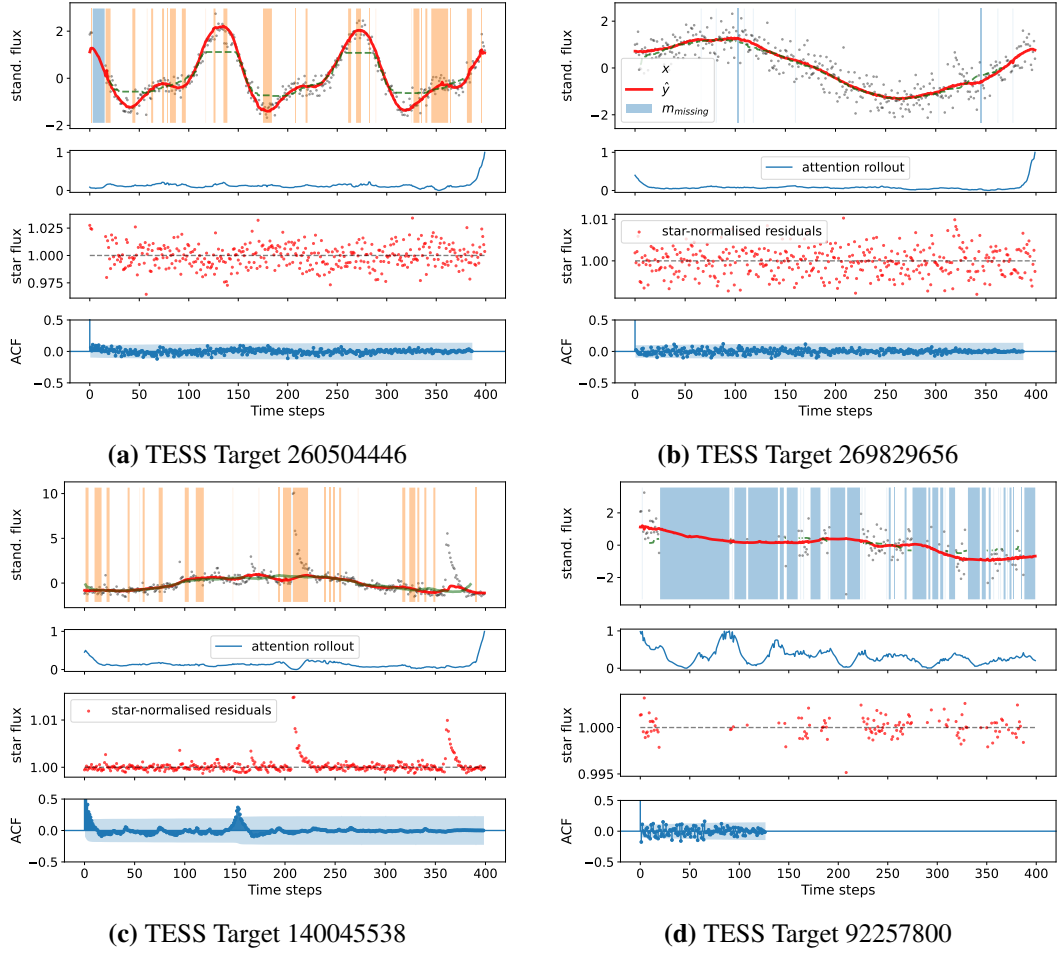 stand. flux
2
0
−2
1
0
attention rollout
star flux
1.025
1.000
0.975
ACF
0.5
0.0
−0.5
0 50 100 150 200 250 300 350 400
Time steps
(a) TESS Target 260504446
stand. flux
2
0
−2
x
ŷ
m_missing
1
0
attention rollout
star flux
1.01
1.00
star-normalised residuals
ACF
0.5
0.0
−0.5
0 50 100 150 200 250 300 350 400
Time steps
(b) TESS Target 269829656
stand. flux
10
5
0
1
0
attention rollout
star flux
1.01
1.00
star-normalised residuals
ACF
0.5
0.0
−0.5
0 50 100 150 200 250 300 350 400
Time steps
(c) TESS Target 140045538
stand. flux
2
0
−2
1
0
star flux
1.000
0.995
ACF
0.5
0.0
−0.5
0 50 100 150 200 250 300 350 400
Time steps
(d) TESS Target 92257800